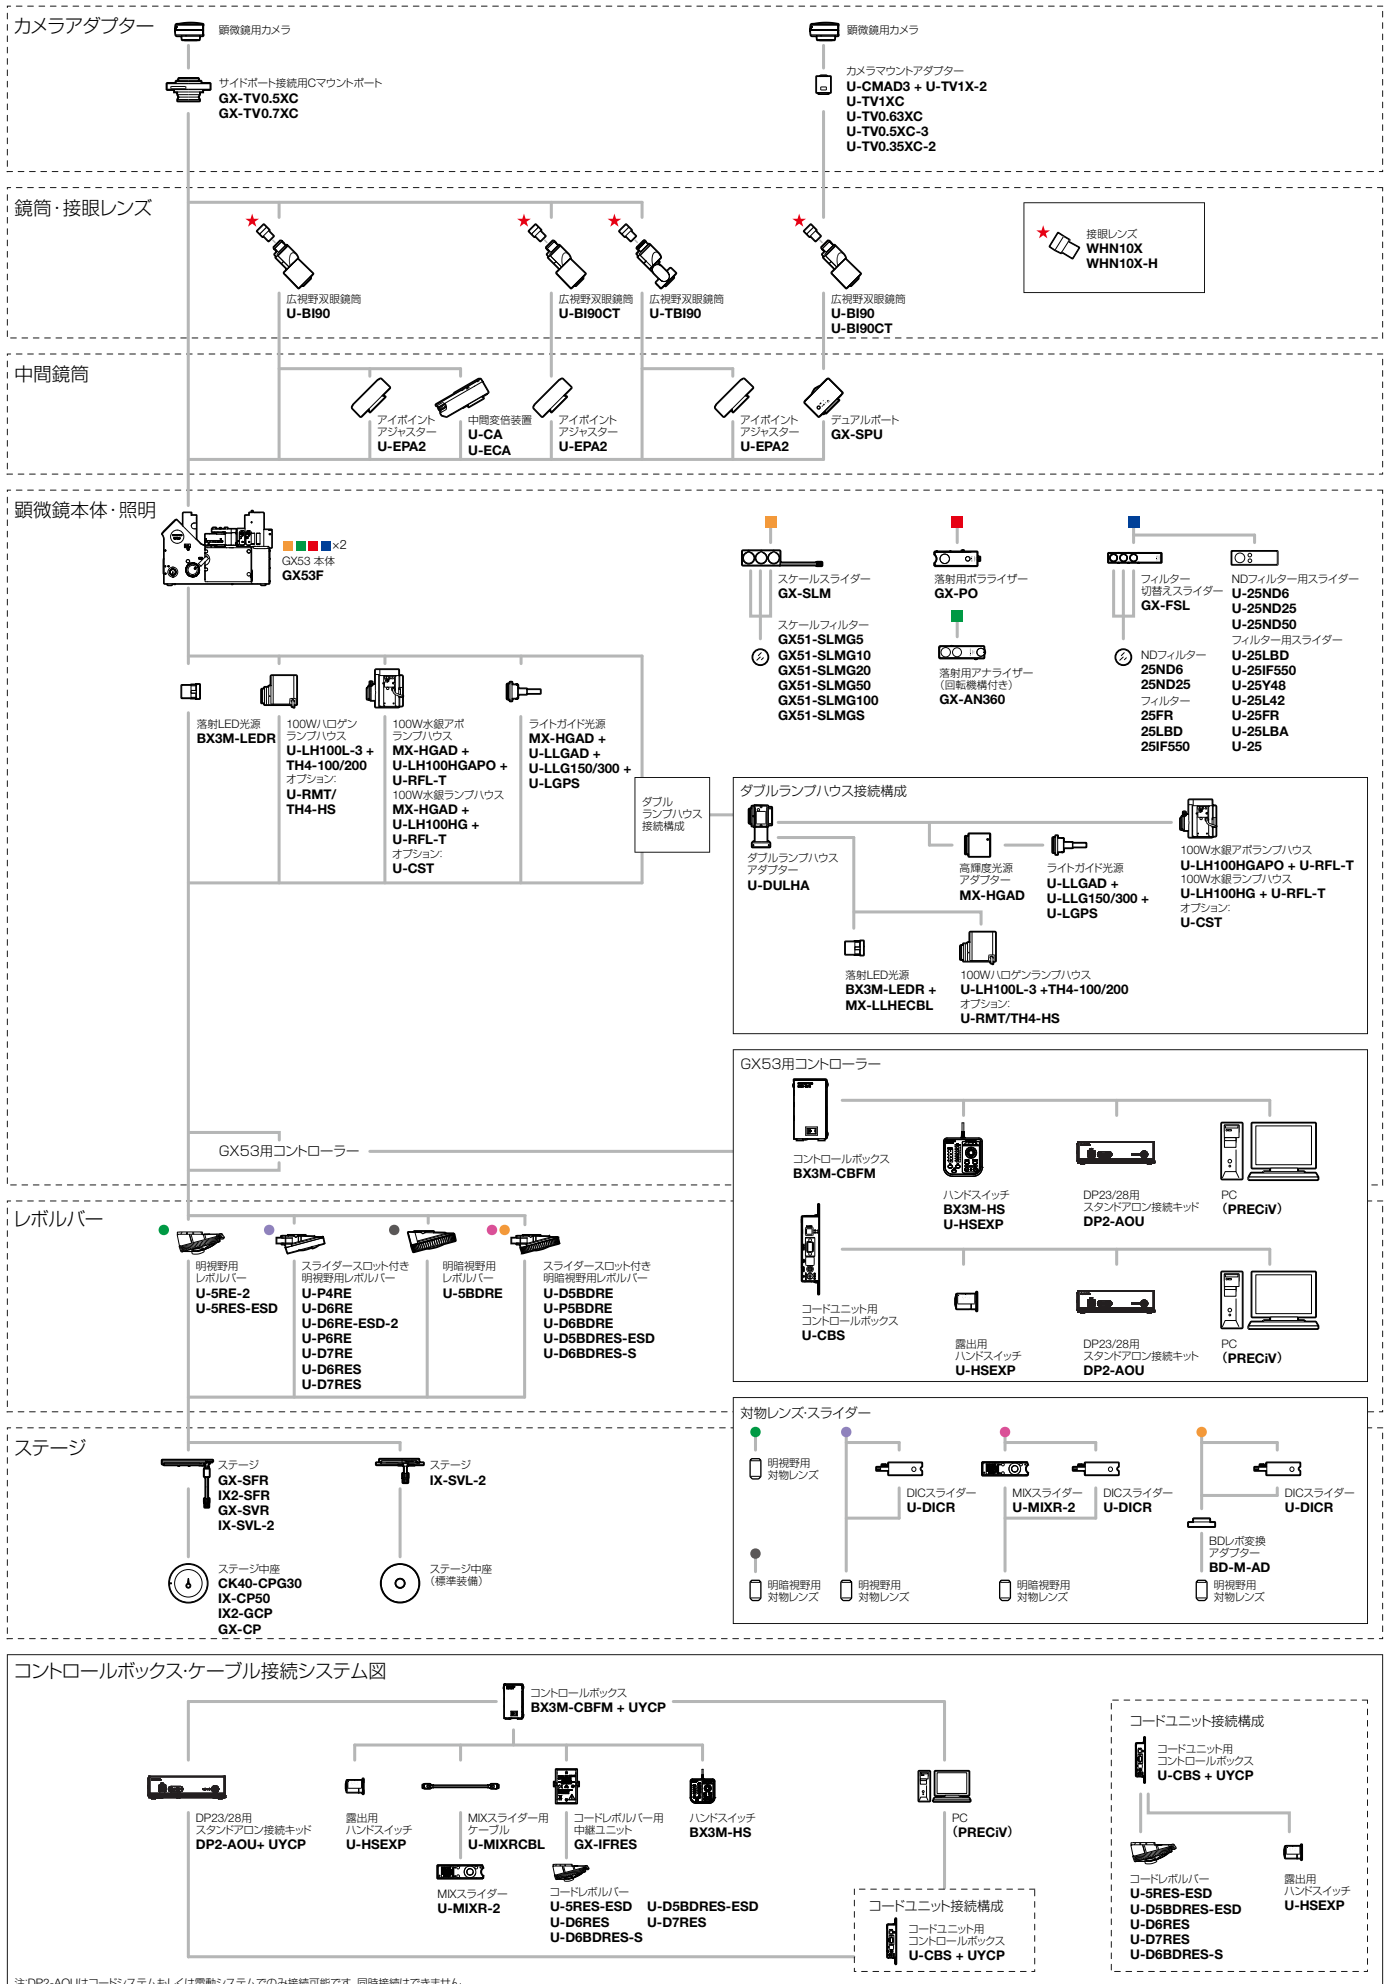 カメラアダプター
顕微鏡用カメラ
サイドポート接続用Cマウントポート
GX-TV0.5XC
GX-TV0.7XC
顕微鏡用カメラ
カメラマウントアダプター
U-CMAD3 + U-TV1X-2
U-TV1XC
U-TV0.63XC
U-TV0.5XC-3
U-TV0.35XC-2
鏡筒・接眼レンズ
広視野双眼鏡筒
U-BI90
広視野双眼鏡筒
U-BI90CT
広視野双眼鏡筒
U-TBI90
広視野双眼鏡筒
U-BI90
U-BI90CT
接眼レンズ
WHN10X
WHN10X-H
中間鏡筒
アイポイント
アジャスター
U-EPA2
中間変倍装置
U-CA
U-ECA
アイポイント
アジャスター
U-EPA2
アイポイント
アジャスター
U-EPA2
デュアルポート
GX-SPU
顕微鏡本体・照明
×2
GX53 本体
GX53F
スケールスライダー
GX-SLM
スケールフィルター
GX51-SLMG5
GX51-SLMG10
GX51-SLMG20
GX51-SLMG50
GX51-SLMG100
GX51-SLMGS
落射用ポラライザー
GX-PO
落射用アナライザー
（回転機構付き）
GX-AN360
フィルター
切替えスライダー
GX-FSL
NDフィルター
25ND6
25ND25
フィルター
25FR
25LBD
25IF550
NDフィルター用スライダー
U-25ND6
U-25ND25
U-25ND50
フィルター用スライダー
U-25LBD
U-25IF550
U-25Y48
U-25L42
U-25FR
U-25LBA
U-25
落射LED光源
BX3M-LEDR
100Wハロゲン
ランプハウス
U-LH100L-3 +
TH4-100/200
オプション:
U-RMT/
TH4-HS
100W水銀アポ
ランプハウス
MX-HGAD +
U-LH100HGAPO +
U-RFL-T
100W水銀ランプハウス
MX-HGAD +
U-LH100HG +
U-RFL-T
オプション:
U-CST
ライトガイド光源
MX-HGAD +
U-LLGAD +
U-LLG150/300 +
U-LGPS
ダブル
ランプハウス
接続構成
ダブルランプハウス接続構成
ダブルランプハウス
アダプター
U-DULHA
高輝度光源
アダプター
MX-HGAD
ライトガイド光源
U-LLGAD +
U-LLG150/300 +
U-LGPS
100W水銀アポランプハウス
U-LH100HGAPO + U-RFL-T
100W水銀ランプハウス
U-LH100HG + U-RFL-T
オプション:
U-CST
落射LED光源
BX3M-LEDR +
MX-LLHECBL
100Wハロゲンランプハウス
U-LH100L-3 +TH4-100/200
オプション:
U-RMT/TH4-HS
GX53用コントローラー
GX53用コントローラー
コントロールボックス
BX3M-CBFM
ハンドスイッチ
BX3M-HS
U-HSEXP
DP23/28用
スタンドアロン接続キッド
DP2-AOU
PC
(PRECiV)
コードユニット用
コントロールボックス
U-CBS
露出用
ハンドスイッチ
U-HSEXP
DP23/28用
スタンドアロン接続キット
DP2-AOU
PC
(PRECiV)
レボルバー
明視野用
レボルバー
U-5RE-2
U-5RES-ESD
スライダースロット付き
明視野用レボルバー
U-P4RE
U-D6RE
U-D6RE-ESD-2
U-P6RE
U-D7RE
U-D6RES
U-D7RES
明暗視野用
レボルバー
U-5BDRE
スライダースロット付き
明暗視野用レボルバー
U-D5BDRE
U-P5BDRE
U-D6BDRE
U-D5BDRES-ESD
U-D6BDRES-S
ステージ
ステージ
GX-SFR
IX2-SFR
GX-SVR
IX-SVL-2
ステージ
IX-SVL-2
ステージ中座
CK40-CPG30
IX-CP50
IX2-GCP
GX-CP
ステージ中座
（標準装備）
対物レンズ・スライダー
明視野用
対物レンズ
DICスライダー
U-DICR
MIXスライダー
U-MIXR-2
DICスライダー
U-DICR
DICスライダー
U-DICR
BDレボ変換
アダプター
BD-M-AD
明暗視野用
対物レンズ
明視野用
対物レンズ
明暗視野用
対物レンズ
明視野用
対物レンズ
コントロールボックス・ケーブル接続システム図
コントロールボックス
BX3M-CBFM + UYCP
DP23/28用
スタンドアロン接続キッド
DP2-AOU+ UYCP
露出用
ハンドスイッチ
U-HSEXP
MIXスライダー用
ケーブル
U-MIXRCBL
コードレボルバー用
中継ユニット
GX-IFRES
ハンドスイッチ
BX3M-HS
PC
(PRECiV)
MIXスライダー
U-MIXR-2
コードレボルバー
U-5RES-ESD U-D5BDRES-ESD
U-D6RES U-D7RES
U-D6BDRES-S
コードユニット接続構成
コードユニット用
コントロールボックス
U-CBS + UYCP
コードユニット接続構成
コードユニット用
コントロールボックス
U-CBS + UYCP
コードレボルバー
U-5RES-ESD
U-D5BDRES-ESD
U-D6RES
U-D7RES
U-D6BDRES-S
露出用
ハンドスイッチ
U-HSEXP
注:DP2-AOUはコードシステムもしくは電動システムでのみ接続可能です。同時接続はできません。